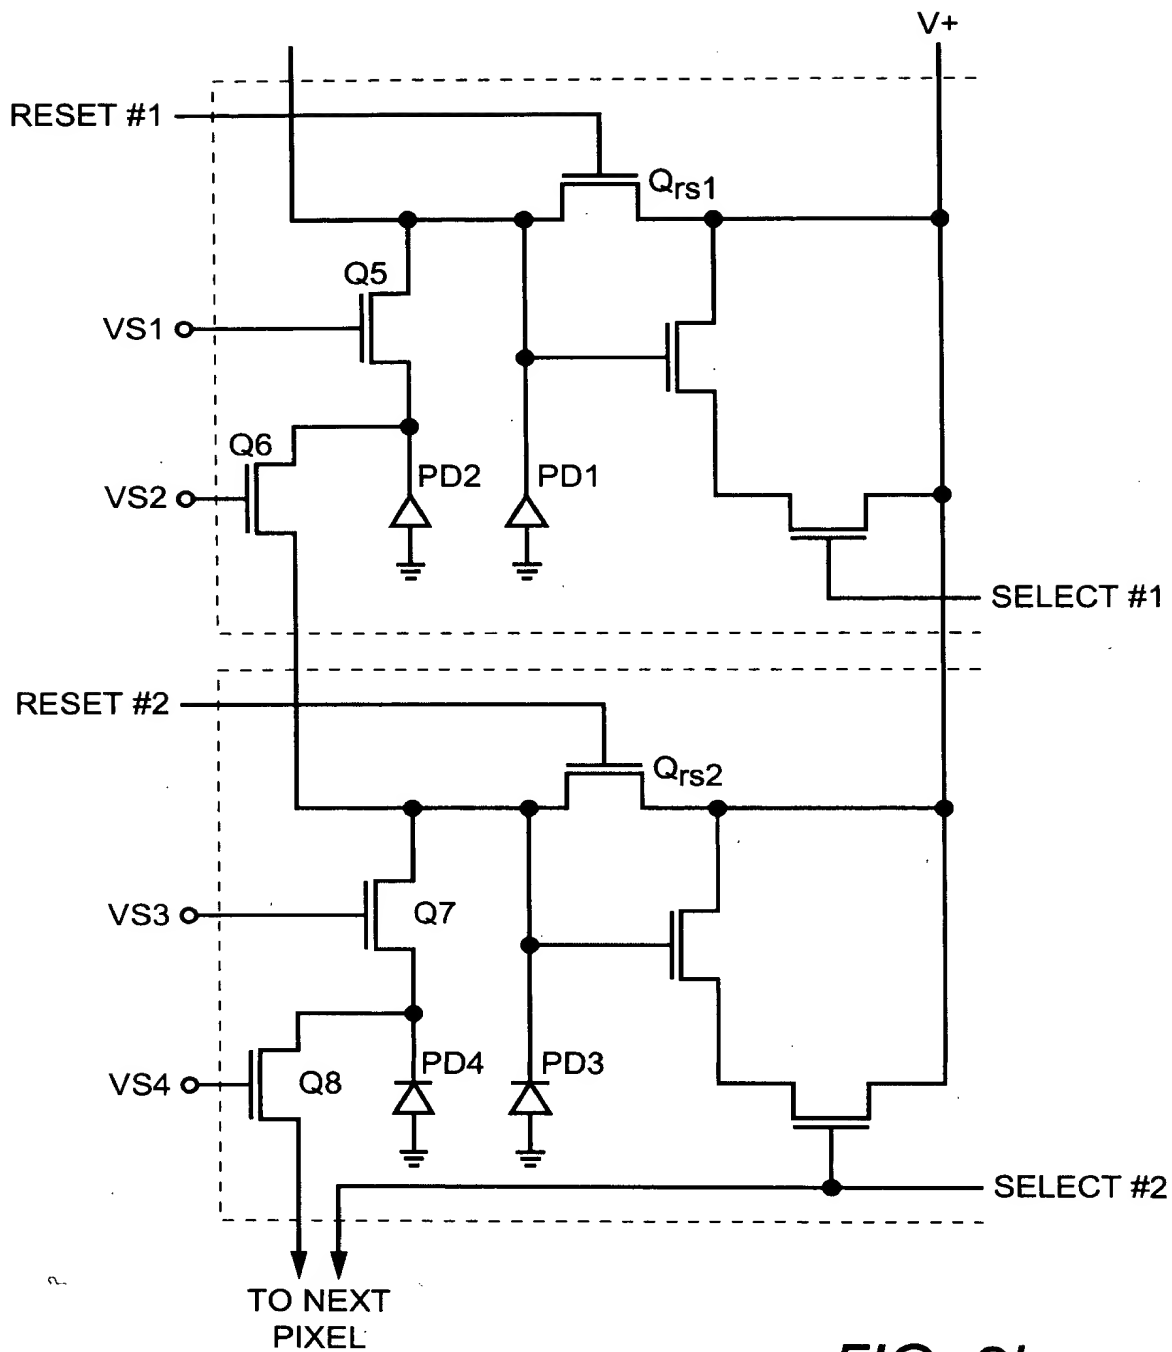 V+
RESET #1
Qrs1
Q5
VS1
Q6
VS2
PD2
PD1
SELECT #1
RESET #2
Qrs2
VS3
Q7
VS4
Q8
PD4
PD3
SELECT #2
TO NEXT
PIXEL